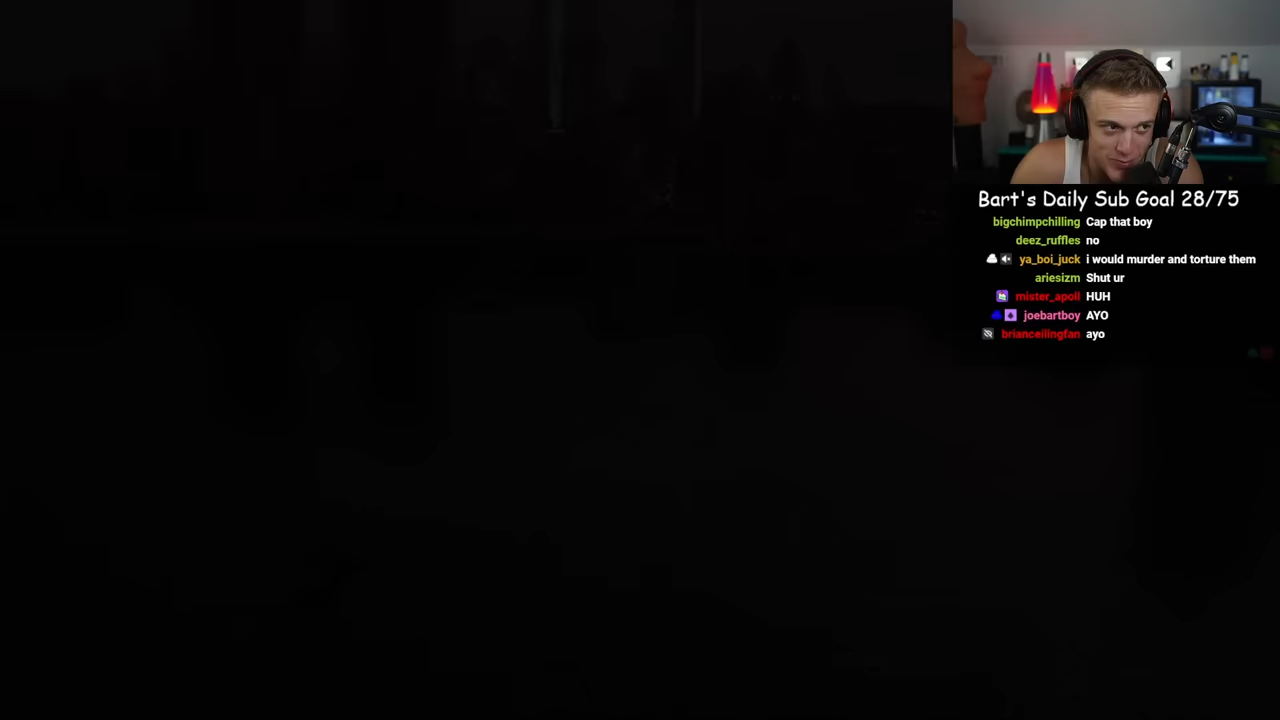 Bart's Daily Sub Goal 28/75
bigchimpchilling Cap that boy
deez_ruffles no
ya_boi_juck i would murder and torture them
ariesizm Shut ur
mister_apoll HUH
joebartboy AYO
brianceilingfan ayo